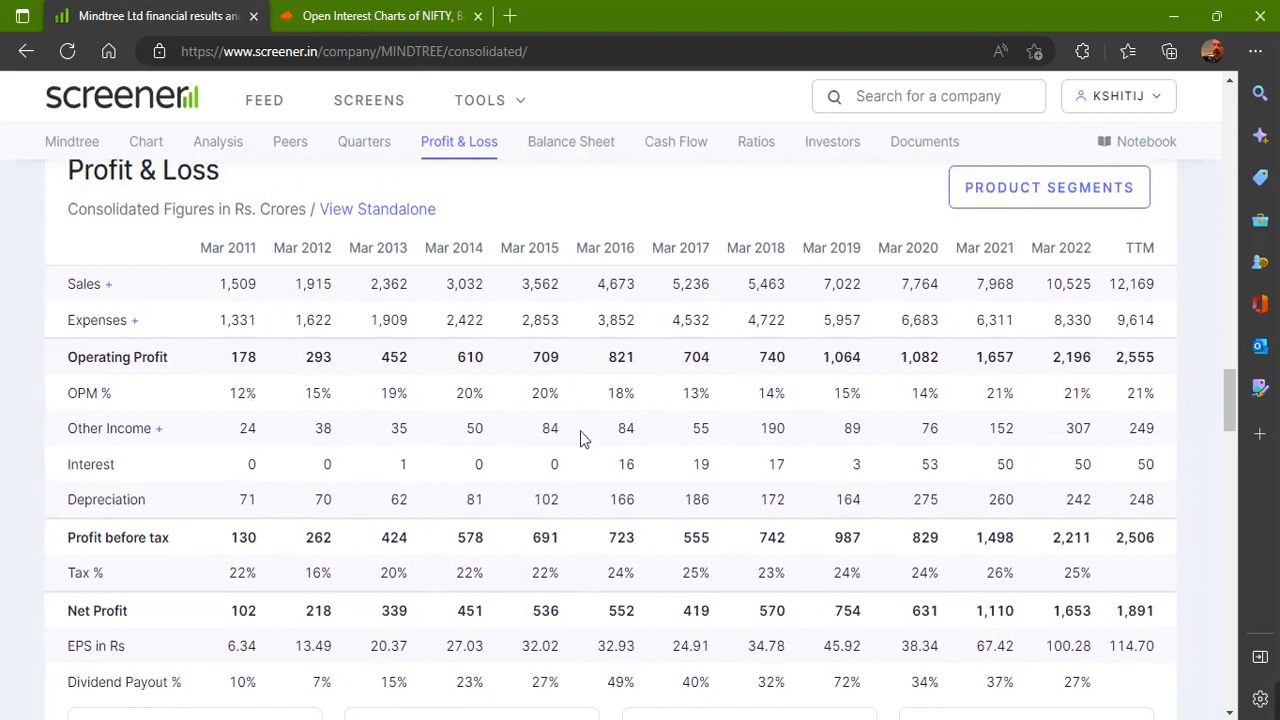 Mindtree Ltd financial results an
Open Interest Charts of NIFTY, B
https://www.screener.in/company/MINDTREE/consolidated/
screener
FEED SCREENS TOOLS
Search for a company
KSHITIJ
Mindtree Chart Analysis Peers Quarters Profit & Loss Balance Sheet Cash Flow Ratios Investors Documents Notebook
Profit & Loss
PRODUCT SEGMENTS
Consolidated Figures in Rs. Crores / View Standalone
Mar 2011 Mar 2012 Mar 2013 Mar 2014 Mar 2015 Mar 2016 Mar 2017 Mar 2018 Mar 2019 Mar 2020 Mar 2021 Mar 2022 TTM
Sales + 1,509 1,915 2,362 3,032 3,562 4,673 5,236 5,463 7,022 7,764 7,968 10,525 12,169
Expenses + 1,331 1,622 1,909 2,422 2,853 3,852 4,532 4,722 5,957 6,683 6,311 8,330 9,614
Operating Profit 178 293 452 610 709 821 704 740 1,064 1,082 1,657 2,196 2,555
OPM % 12% 15% 19% 20% 20% 18% 13% 14% 15% 14% 21% 21% 21%
Other Income + 24 38 35 50 84 84 55 190 89 76 152 307 249
Interest 0 0 1 0 0 16 19 17 3 53 50 50 50
Depreciation 71 70 62 81 102 166 186 172 164 275 260 242 248
Profit before tax 130 262 424 578 691 723 555 742 987 829 1,498 2,211 2,506
Tax % 22% 16% 20% 22% 22% 24% 25% 23% 24% 24% 26% 25%
Net Profit 102 218 339 451 536 552 419 570 754 631 1,110 1,653 1,891
EPS in Rs 6.34 13.49 20.37 27.03 32.02 32.93 24.91 34.78 45.92 38.34 67.42 100.28 114.70
Dividend Payout % 10% 7% 15% 23% 27% 49% 40% 32% 72% 34% 37% 27%